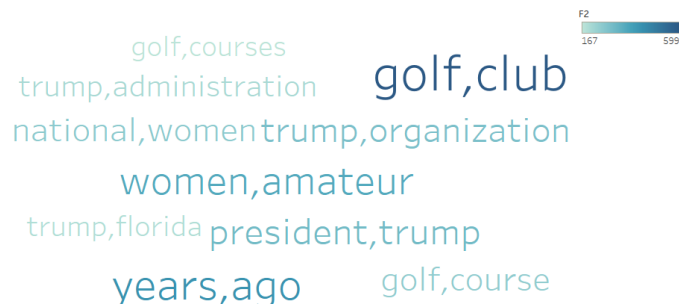 F2
167 599
golf,courses
golf,club
trump,administration
national,women trump,organization
women,amateur
trump,florida president,trump
years,ago
golf,course